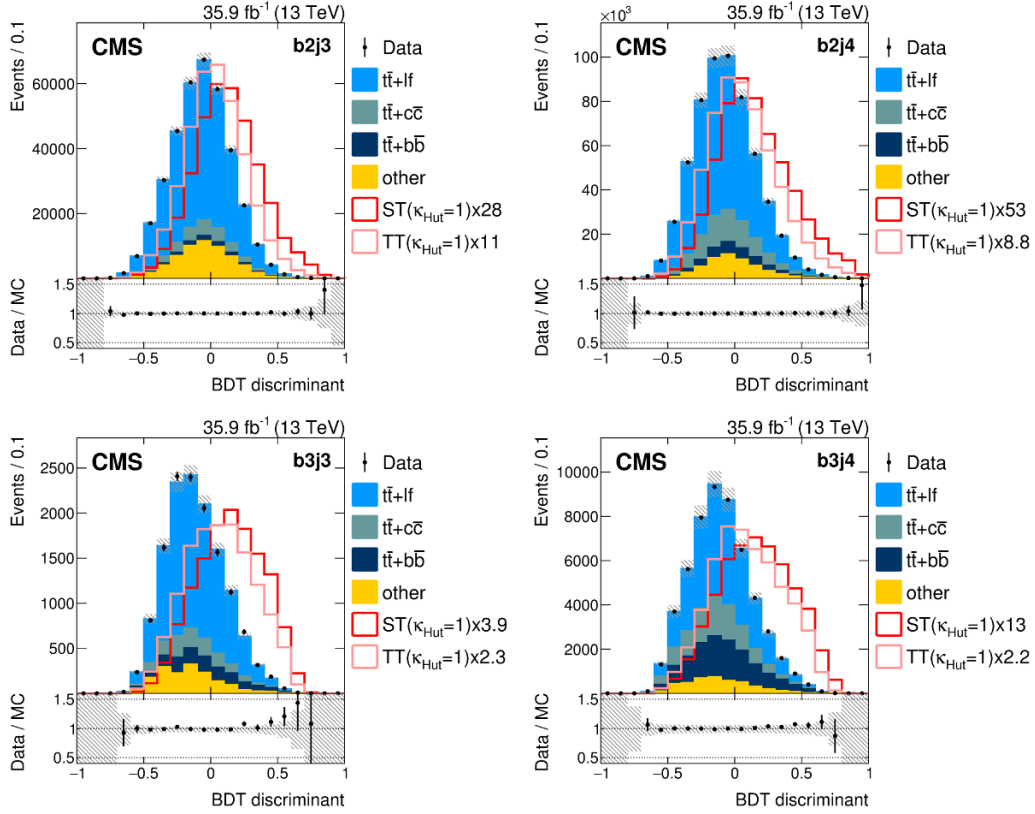 35.9 fb⁻¹ (13 TeV)
CMS
b2j3
Events / 0.1
60000
40000
20000
Data
tt̄+lf
tt̄+cc̄
tt̄+bb̄
other
ST(κHut=1)x28
TT(κHut=1)x11
Data / MC
1.5
1
0.5
−1 −0.5 0 0.5 1
BDT discriminant
35.9 fb⁻¹ (13 TeV)
×10³
CMS
b2j4
Events / 0.1
100
80
60
40
20
Data
tt̄+lf
tt̄+cc̄
tt̄+bb̄
other
ST(κHut=1)x53
TT(κHut=1)x8.8
Data / MC
1.5
1
0.5
−1 −0.5 0 0.5 1
BDT discriminant
35.9 fb⁻¹ (13 TeV)
CMS
b3j3
Events / 0.1
2500
2000
1500
1000
500
Data
tt̄+lf
tt̄+cc̄
tt̄+bb̄
other
ST(κHut=1)x3.9
TT(κHut=1)x2.3
Data / MC
1.5
1
0.5
−1 −0.5 0 0.5 1
BDT discriminant
35.9 fb⁻¹ (13 TeV)
CMS
b3j4
Events / 0.1
10000
8000
6000
4000
2000
Data
tt̄+lf
tt̄+cc̄
tt̄+bb̄
other
ST(κHut=1)x13
TT(κHut=1)x2.2
Data / MC
1.5
1
0.5
−1 −0.5 0 0.5 1
BDT discriminant